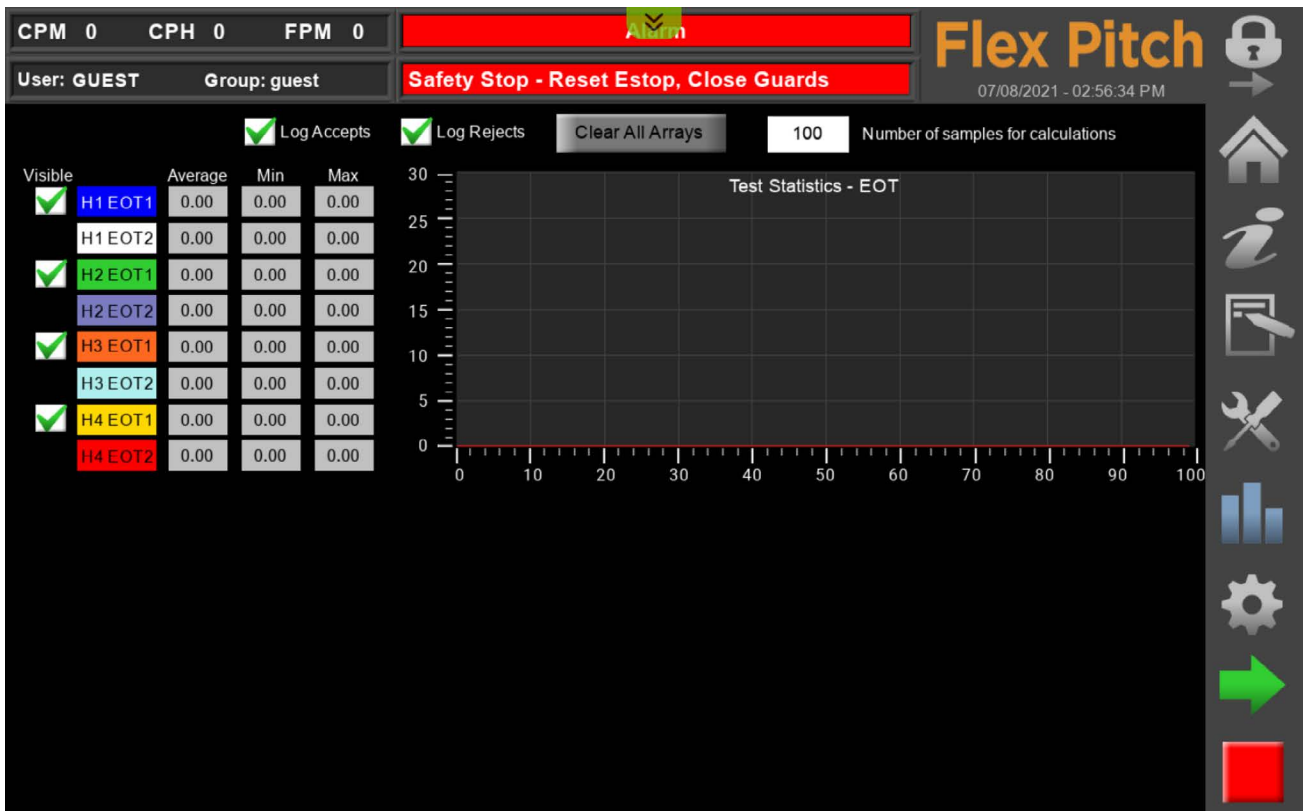 CPM 0 CPH 0 FPM 0
Alarm
Flex Pitch
User: GUEST Group: guest
Safety Stop - Reset Estop, Close Guards
07/08/2021 - 02:56:34 PM
Log Accepts Log Rejects Clear All Arrays 100 Number of samples for calculations
Visible Average Min Max
H1 EOT1 0.00 0.00 0.00
H1 EOT2 0.00 0.00 0.00
H2 EOT1 0.00 0.00 0.00
H2 EOT2 0.00 0.00 0.00
H3 EOT1 0.00 0.00 0.00
H3 EOT2 0.00 0.00 0.00
H4 EOT1 0.00 0.00 0.00
H4 EOT2 0.00 0.00 0.00
Test Statistics - EOT
30
25
20
15
10
5
0
0 10 20 30 40 50 60 70 80 90 100